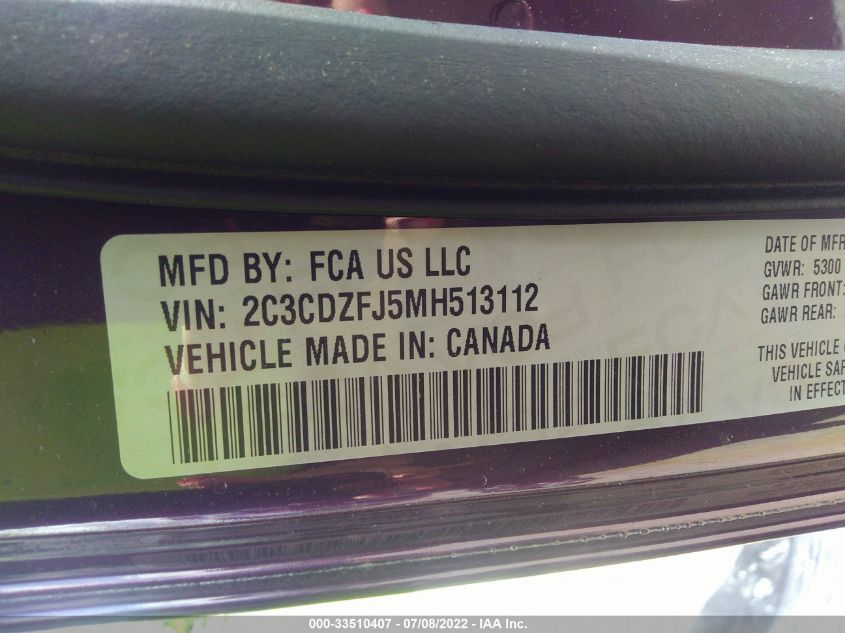 MFD BY: FCA US LLC
VIN: 2C3CDZFJ5MH513112
VEHICLE MADE IN: CANADA
DATE OF MFR
GVWR: 5300
GAWR FRONT:
GAWR REAR:
THIS VEHICLE
VEHICLE SAF
IN EFFECT
000-33510407 - 07/08/2022 - IAA Inc.